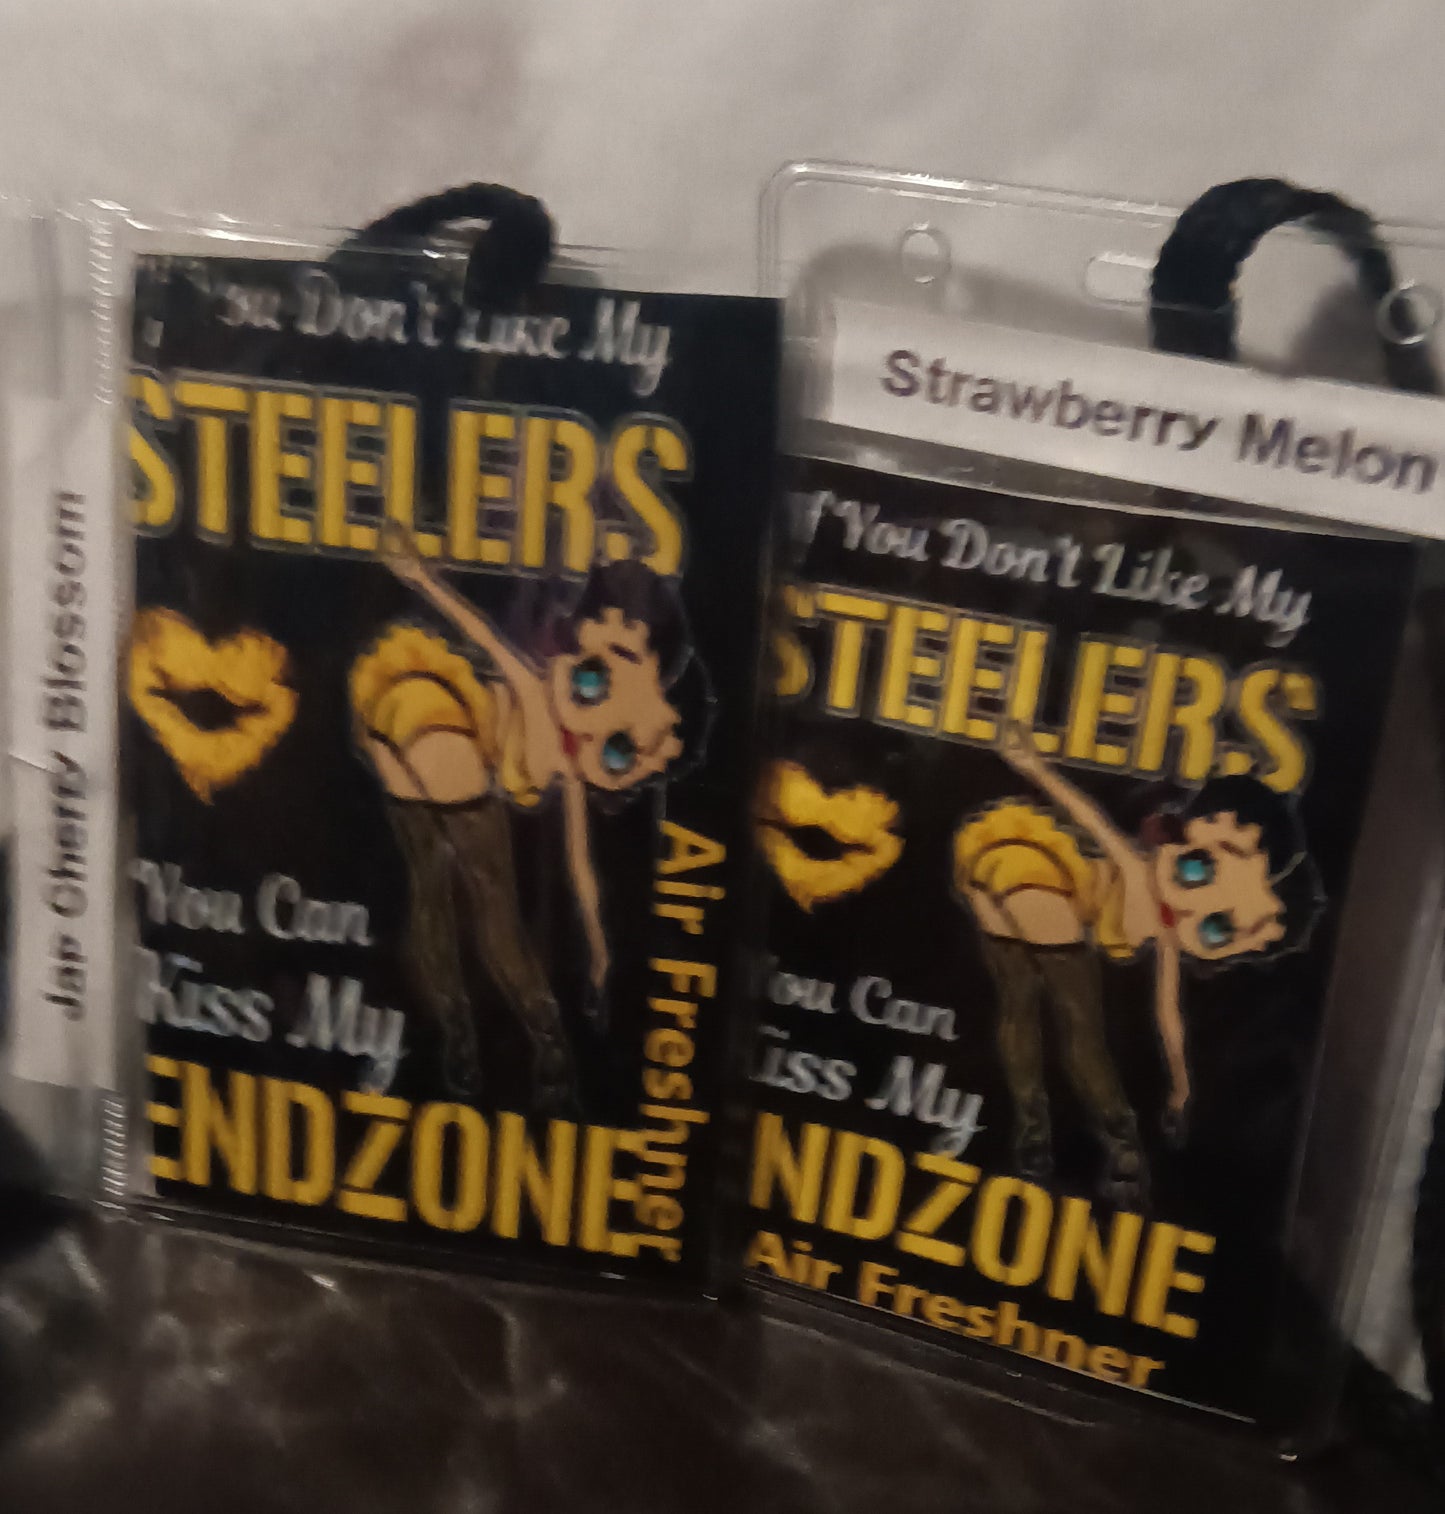 Jap Cherry Blossom
You Don't Like My
STEELERS
You Can
Kiss My
ENDZONE
Air Freshner
Strawberry Melon
If You Don't Like My
STEELERS
You Can
Kiss My
NDZONE
Air Freshner